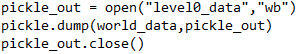 pickle_out = open("level0_data","wb")
pickle.dump(world_data,pickle_out)
pickle_out.close()